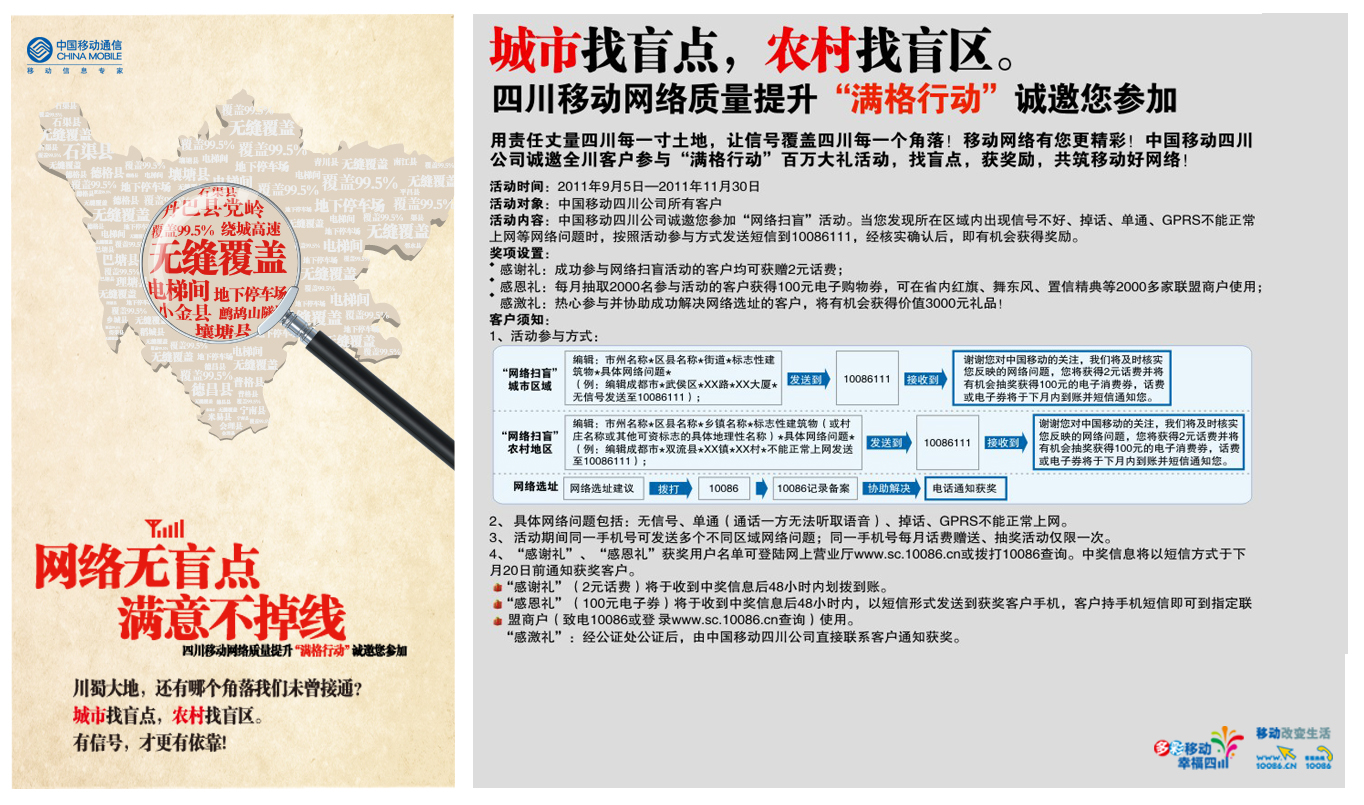 中国移动通信
CHINA MOBILE
移动信息专家
石渠县
丹巴县党岭
覆盖99.5% 绕城高速
无缝覆盖
电梯间 地下停车场
小金县 鹧鸪山隧
壤塘县
网络无盲点
满意不掉线
四川移动网络质量提升“满格行动”诚邀您参加
川蜀大地，还有哪个角落我们未曾接通？
城市找盲点，农村找盲区。
有信号，才更有依靠！
城市找盲点，农村找盲区。
四川移动网络质量提升“满格行动”诚邀您参加
用责任丈量四川每一寸土地，让信号覆盖四川每一个角落！移动网络有您更精彩！中国移动四川
公司诚邀全川客户参与“满格行动”百万大礼活动，找盲点，获奖励，共筑移动好网络！
活动时间：2011年9月5日—2011年11月30日
活动对象：中国移动四川公司所有客户
活动内容：中国移动四川公司诚邀您参加“网络扫盲”活动。当您发现所在区域内出现信号不好、掉话、单通、GPRS不能正常
上网等网络问题时，按照活动参与方式发送短信到10086111，经核实确认后，即有机会获得奖励。
奖项设置：
感谢礼：成功参与网络扫盲活动的客户均可获赠2元话费；
感恩礼：每月抽取2000名参与活动的客户获得100元电子购物券，可在省内红旗、舞东风、置信精典等2000多家联盟商户使用；
感激礼：热心参与并协助成功解决网络选址的客户，将有机会获得价值3000元礼品！
客户须知：
1、活动参与方式：
“网络扫盲”
城市区域
编辑：市州名称*区县名称*街道*标志性建
筑物*具体网络问题*
（例：编辑成都市*武侯区*XX路*XX大厦*
无信号发送至10086111）；
发送到
10086111
接收到
谢谢您对中国移动的关注，我们将及时核实
您反映的网络问题，您将获得2元话费并将
有机会抽奖获得100元的电子消费券，话费
或电子券将于下月内到账并短信通知您。
“网络扫盲”
农村地区
编辑：市州名称*区县名称*乡镇名称*标志性建筑物（或村
庄名称或其他可资标志的具体地理性名称）*具体网络问题*
（例：编辑成都市*双流县*XX镇*XX村*不能正常上网发送
至10086111）；
发送到
10086111
接收到
谢谢您对中国移动的关注，我们将及时核实
您反映的网络问题，您将获得2元话费并将
有机会抽奖获得100元的电子消费券，话费
或电子券将于下月内到账并短信通知您。
网络选址 网络选址建议 拨打 10086 10086记录备案 协助解决 电话通知获奖
2、具体网络问题包括：无信号、单通（通话一方无法听取语音）、掉话、GPRS不能正常上网。
3、活动期间同一手机号可发送多个不同区域网络问题；同一手机号每月话费赠送、抽奖活动仅限一次。
4、“感谢礼”、“感恩礼”获奖用户名单可登陆网上营业厅www.sc.10086.cn或拨打10086查询。中奖信息将以短信方式于下
月20日前通知获奖客户。
“感谢礼”（2元话费）将于收到中奖信息后48小时内划拨到账。
“感恩礼”（100元电子券）将于收到中奖信息后48小时内，以短信形式发送到获奖客户手机，客户持手机短信即可到指定联
盟商户（致电10086或登录www.sc.10086.cn查询）使用。
“感激礼”：经公证处公证后，由中国移动四川公司直接联系客户通知获奖。
多彩移动
幸福四川
移动改变生活
www.
10086.CN
10086